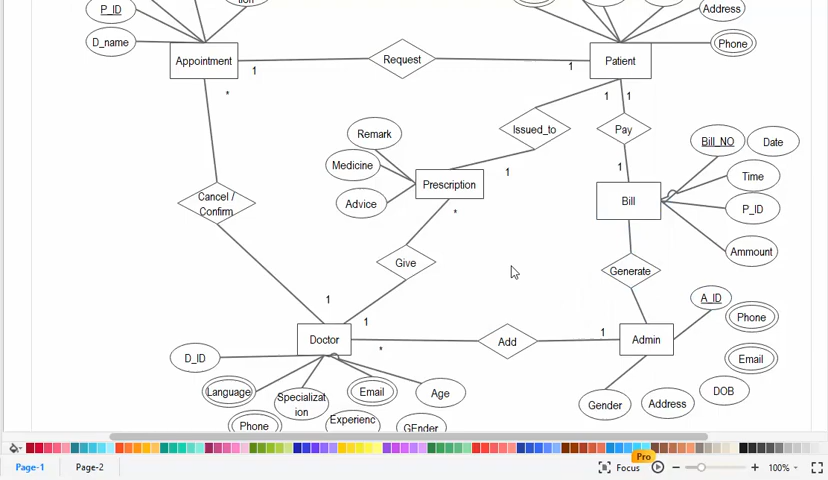 tion
P_ID
Address
D_name
Phone
Appointment
1
Request
1
Patient
*
1
1
Remark
Issued_to
Pay
Bill_NO
Date
Medicine
1
1
Time
Prescription
Advice
Cancel /
Confirm
*
Bill
P_ID
Ammount
Give
Generate
1
A_ID
1
Phone
Doctor
*
Add
1
Admin
D_ID
Email
Language
Specializat
ion
Email
Age
DOB
Gender
Address
Phone
Experienc
GEnder
Page-1
Page-2
Focus
Pro
100%